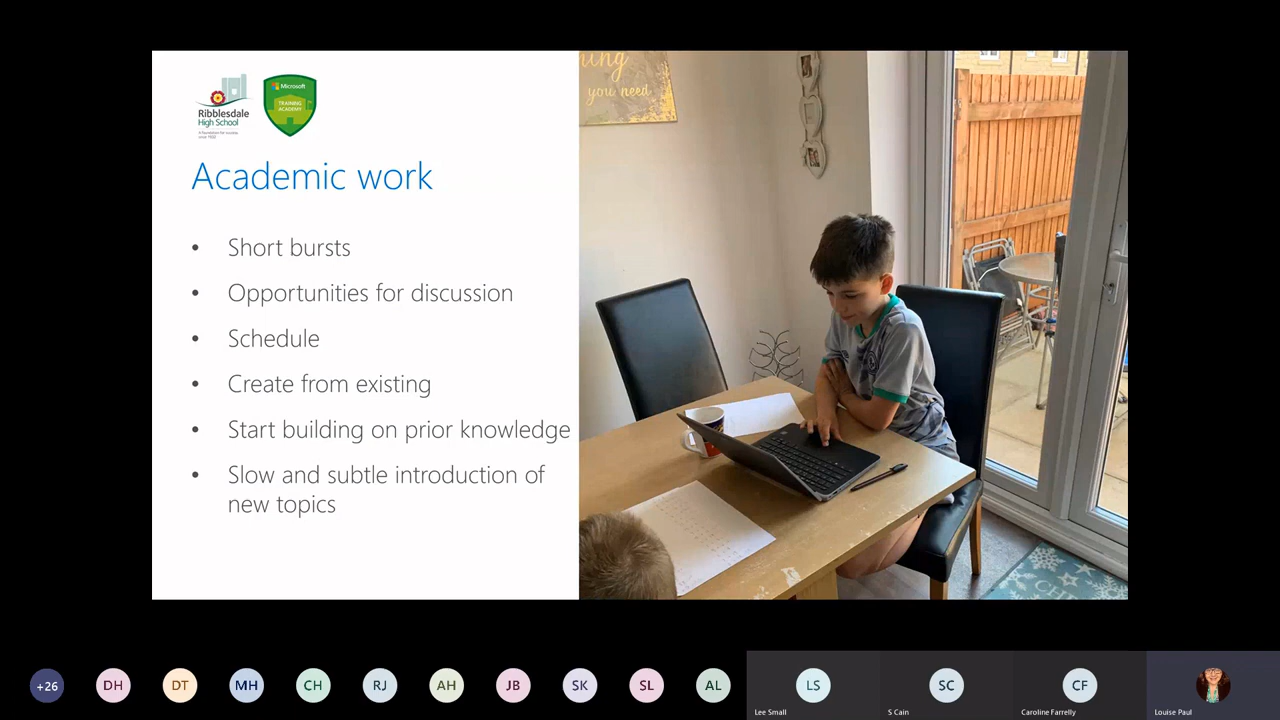 Ribblesdale
High School
Microsoft
TRAINING
ACADEMY
Academic work
• Short bursts
• Opportunities for discussion
• Schedule
• Create from existing
• Start building on prior knowledge
• Slow and subtle introduction of
new topics
you need
+26
DH
DT
MH
CH
RJ
AH
JB
SK
SL
AL
LS
SC
CF
Lee Small
S Cain
Caroline Farrelly
Louise Paul